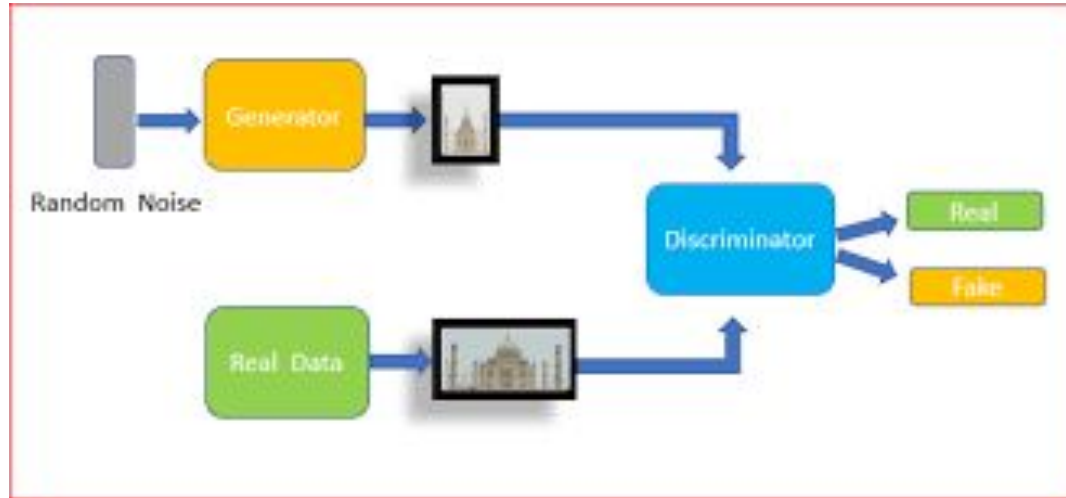 Generator
Random Noise
Discriminator
Real
Fake
Real Data